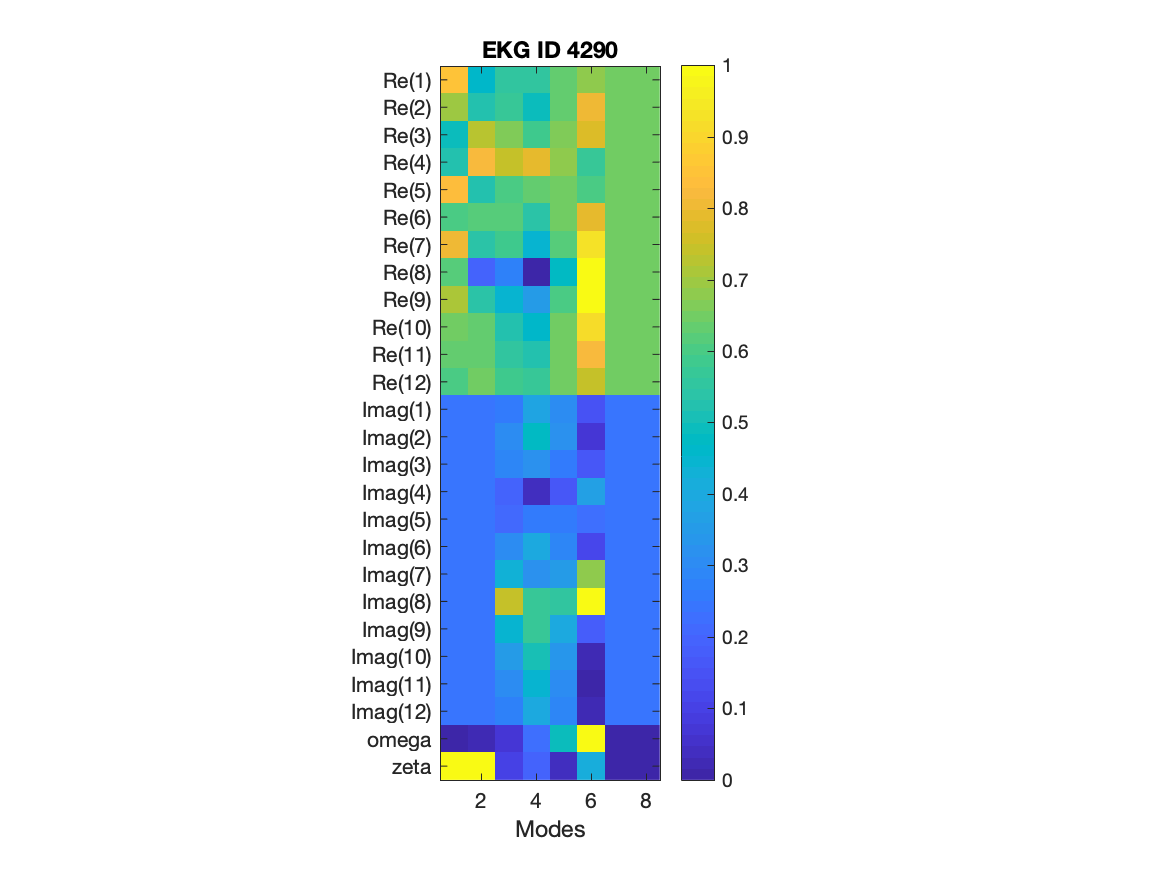 EKG ID 4290
Re(1)
Re(2)
Re(3)
Re(4)
Re(5)
Re(6)
Re(7)
Re(8)
Re(9)
Re(10)
Re(11)
Re(12)
Imag(1)
Imag(2)
Imag(3)
Imag(4)
Imag(5)
Imag(6)
Imag(7)
Imag(8)
Imag(9)
Imag(10)
Imag(11)
Imag(12)
omega
zeta
2 4 6 8
Modes
1
0.9
0.8
0.7
0.6
0.5
0.4
0.3
0.2
0.1
0